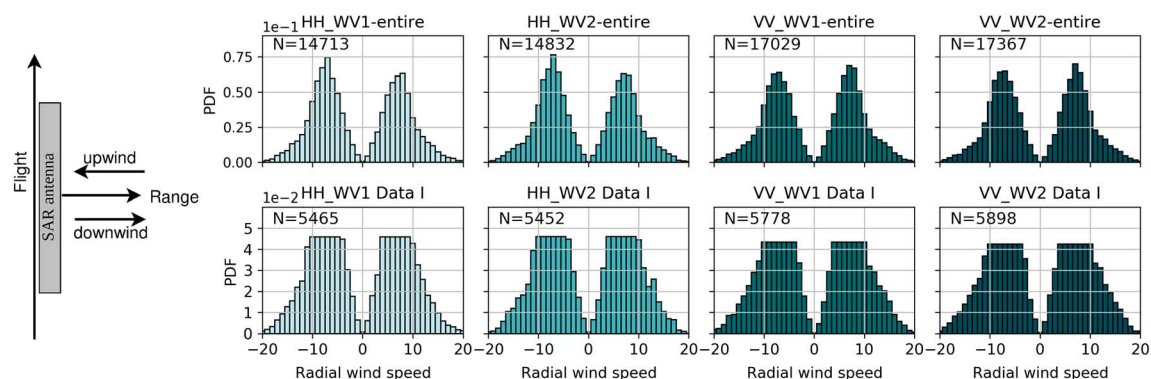 Flight
SAR antenna
upwind
Range
downwind
1e−1
HH_WV1-entire
HH_WV2-entire
VV_WV1-entire
VV_WV2-entire
N=14713
N=14832
N=17029
N=17367
PDF
0.75
0.50
0.25
0.00
1e−2
HH_WV1 Data I
HH_WV2 Data I
VV_WV1 Data I
VV_WV2 Data I
N=5465
N=5452
N=5778
N=5898
PDF
5
4
3
2
1
0
−20 −10 0 10 20
−20 −10 0 10 20
−20 −10 0 10 20
−20 −10 0 10 20
Radial wind speed
Radial wind speed
Radial wind speed
Radial wind speed